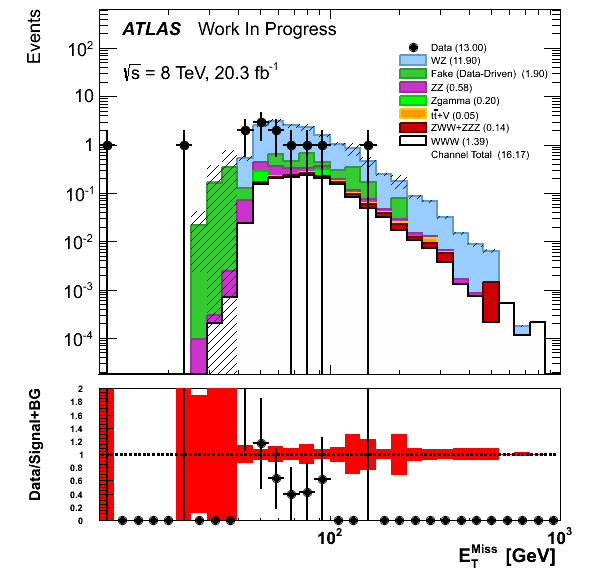 Events
ATLAS Work In Progress
√s = 8 TeV, 20.3 fb⁻¹
Data (13.00)
WZ (11.90)
Fake (Data-Driven) (1.90)
ZZ (0.58)
Zgamma (0.20)
tt̄+V (0.05)
ZWW+ZZZ (0.14)
WWW (1.39)
Channel Total (16.17)
10²
10
1
10⁻¹
10⁻²
10⁻³
10⁻⁴
Data/Signal+BG
2
1.8
1.6
1.4
1.2
1
0.8
0.6
0.4
0.2
0
10²
10³
E_T^Miss [GeV]